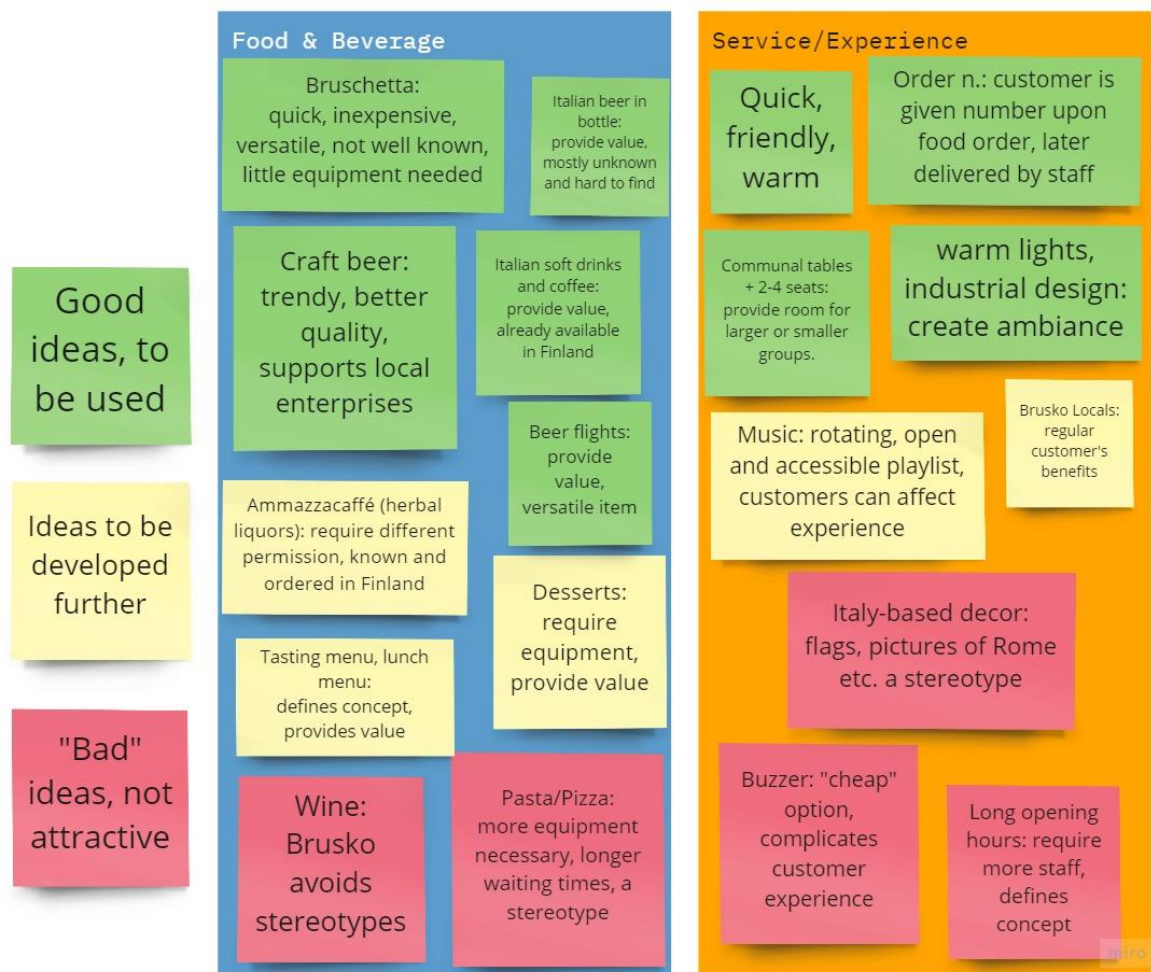 Good
ideas, to
be used
Ideas to be
developed
further
"Bad"
ideas, not
attractive
Food & Beverage
Bruschetta:
quick, inexpensive,
versatile, not well known,
little equipment needed
Italian beer in
bottle:
provide value,
mostly unknown
and hard to find
Craft beer:
trendy, better
quality,
supports local
enterprises
Italian soft drinks
and coffee:
provide value,
already available
in Finland
Beer flights:
provide
value,
versatile item
Ammazzacaffé (herbal
liquors): require different
permission, known and
ordered in Finland
Desserts:
require
equipment,
provide value
Tasting menu, lunch
menu:
defines concept,
provides value
Wine:
Brusko
avoids
stereotypes
Pasta/Pizza:
more equipment
necessary, longer
waiting times, a
stereotype
Service/Experience
Quick,
friendly,
warm
Order n.: customer is
given number upon
food order, later
delivered by staff
Communal tables
+ 2-4 seats:
provide room for
larger or smaller
groups.
warm lights,
industrial design:
create ambiance
Music: rotating, open
and accessible playlist,
customers can affect
experience
Brusko Locals:
regular
customer's
benefits
Italy-based decor:
flags, pictures of Rome
etc. a stereotype
Buzzer: "cheap"
option,
complicates
customer
experience
Long opening
hours: require
more staff,
defines
concept
miro